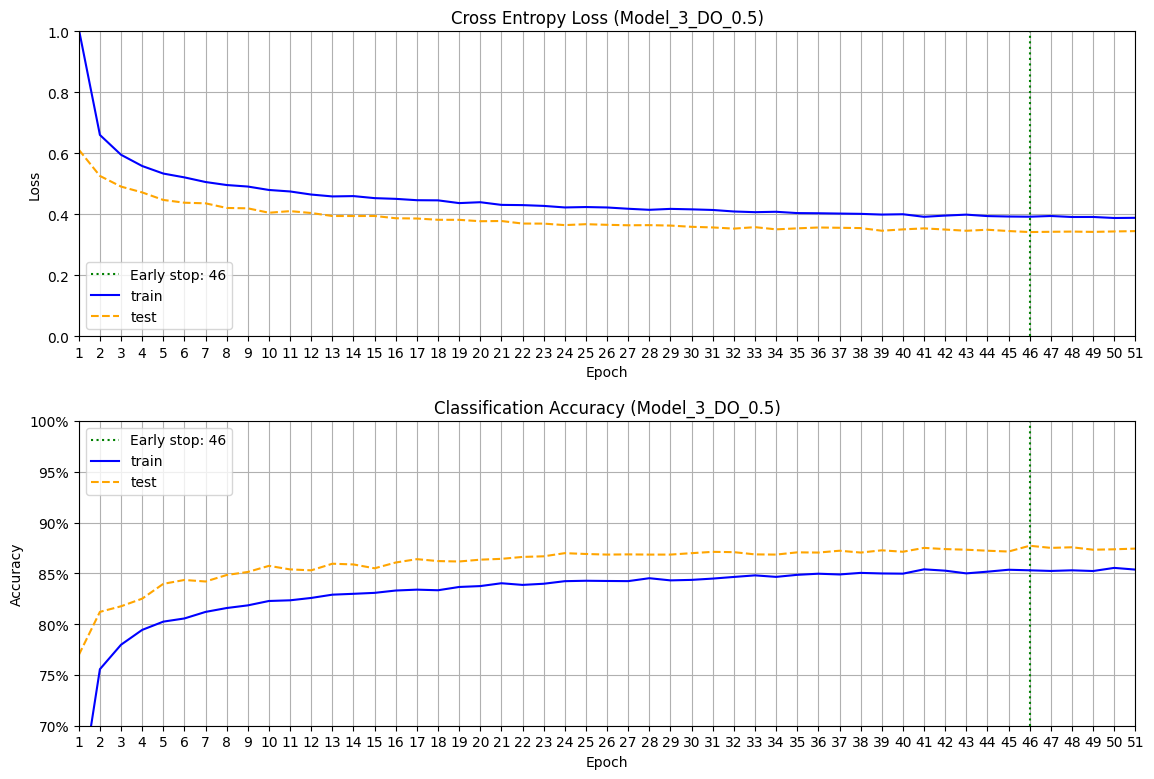 Cross Entropy Loss (Model_3_DO_0.5)
1.0
0.8
0.6
0.4
0.2
0.0
Loss
Early stop: 46
train
test
1 2 3 4 5 6 7 8 9 10 11 12 13 14 15 16 17 18 19 20 21 22 23 24 25 26 27 28 29 30 31 32 33 34 35 36 37 38 39 40 41 42 43 44 45 46 47 48 49 50 51
Epoch
Classification Accuracy (Model_3_DO_0.5)
100%
95%
90%
85%
80%
75%
70%
Accuracy
Early stop: 46
train
test
1 2 3 4 5 6 7 8 9 10 11 12 13 14 15 16 17 18 19 20 21 22 23 24 25 26 27 28 29 30 31 32 33 34 35 36 37 38 39 40 41 42 43 44 45 46 47 48 49 50 51
Epoch